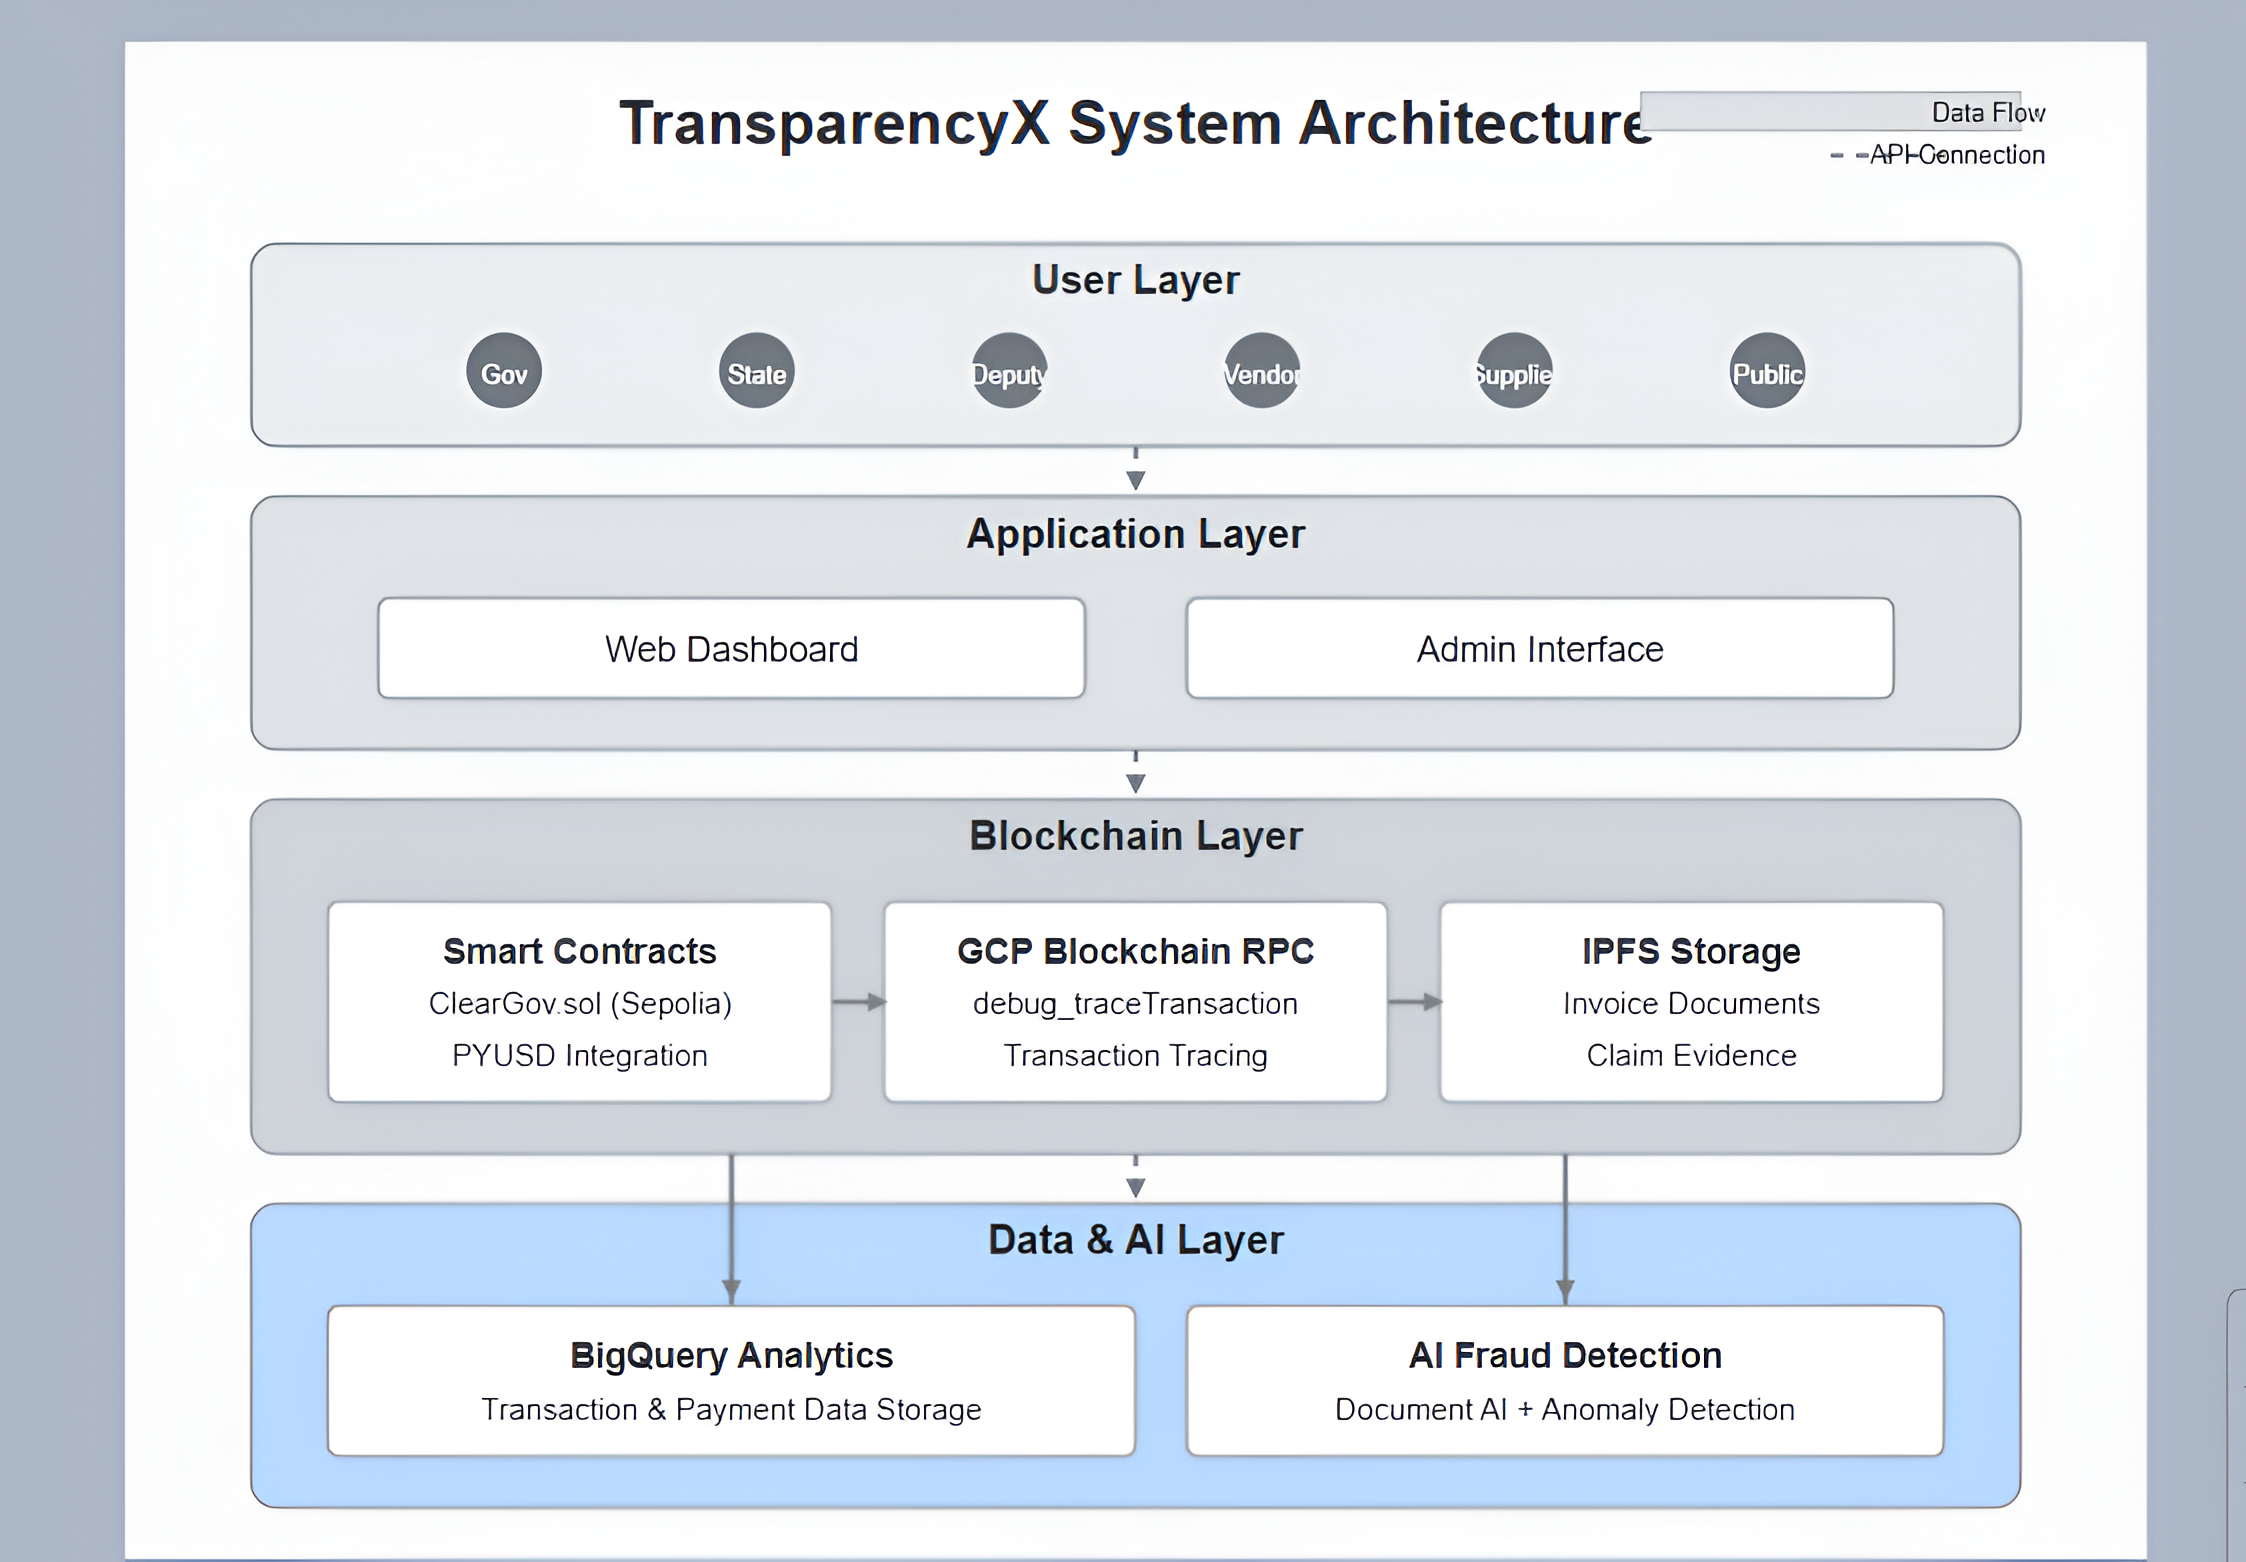 TransparencyX System Architecture
Data Flow
API Connection
User Layer
Gov
State
Deputy
Vendor
Supplie
Public
Application Layer
Web Dashboard
Admin Interface
Blockchain Layer
Smart Contracts
ClearGov.sol (Sepolia)
PYUSD Integration
GCP Blockchain RPC
debug_traceTransaction
Transaction Tracing
IPFS Storage
Invoice Documents
Claim Evidence
Data & AI Layer
BigQuery Analytics
Transaction & Payment Data Storage
AI Fraud Detection
Document AI + Anomaly Detection